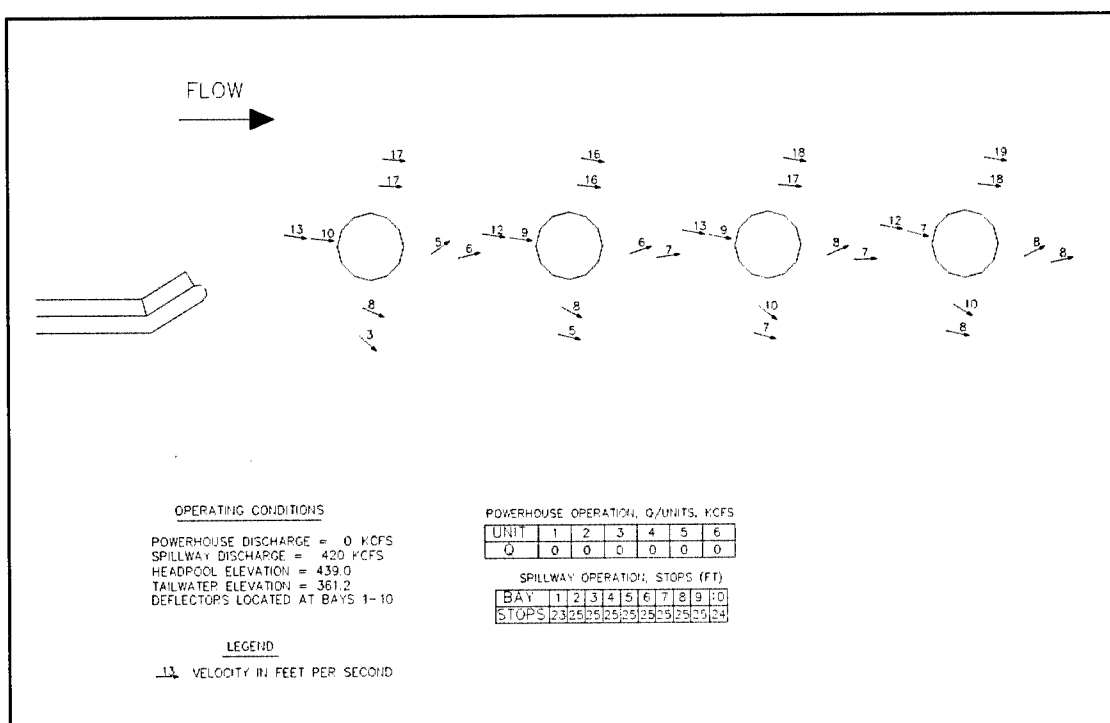 FLOW
17 16 18 19
17 16 17 18
13 10 12 9 13 9 12 7
5 6 6 7 8 7 8 8
8 8 10 10
3 5 7 8
OPERATING CONDITIONS
POWERHOUSE DISCHARGE = 0 KCFS
SPILLWAY DISCHARGE = 420 KCFS
HEADPOOL ELEVATION = 439.0
TAILWATER ELEVATION = 361.2
DEFLECTORS LOCATED AT BAYS 1-10
LEGEND
13 VELOCITY IN FEET PER SECOND
POWERHOUSE OPERATION, Q/UNITS, KCFS
UNIT 1 2 3 4 5 6
Q 0 0 0 0 0 0
SPILLWAY OPERATION, STOPS (FT)
BAY 1 2 3 4 5 6 7 8 9 10
STOPS 23 25 25 25 25 25 25 25 25 24